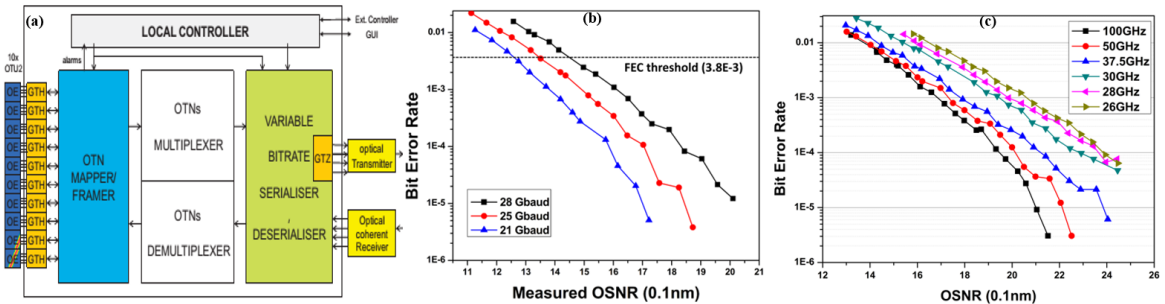 (a)
LOCAL CONTROLLER
Ext. Controller
GUI
10x
OTU2
alarms
OE GTH
OE GTH
OE GTH
OE GTH
OE GTH
OE GTH
OE GTH
OE GTH
OE GTH
OE GTH
OTN
MAPPER/
FRAMER
OTNs
MULTIPLEXER
OTNs
DEMULTIPLEXER
VARIABLE
BITRATE
SERIALISER
/
DESERIALISER
GTZ
optical
Transmitter
Optical
coherent
Receiver
(b)
Bit Error Rate
0.01
1E-3
1E-4
1E-5
1E-6
FEC threshold (3.8E-3)
28 Gbaud
25 Gbaud
21 Gbaud
11 12 13 14 15 16 17 18 19 20 21
Measured OSNR (0.1nm)
(c)
Bit Error Rate
0.01
1E-3
1E-4
1E-5
1E-6
100GHz
50GHz
37.5GHz
30GHz
28GHz
26GHz
12 14 16 18 20 22 24 26
OSNR (0.1nm)